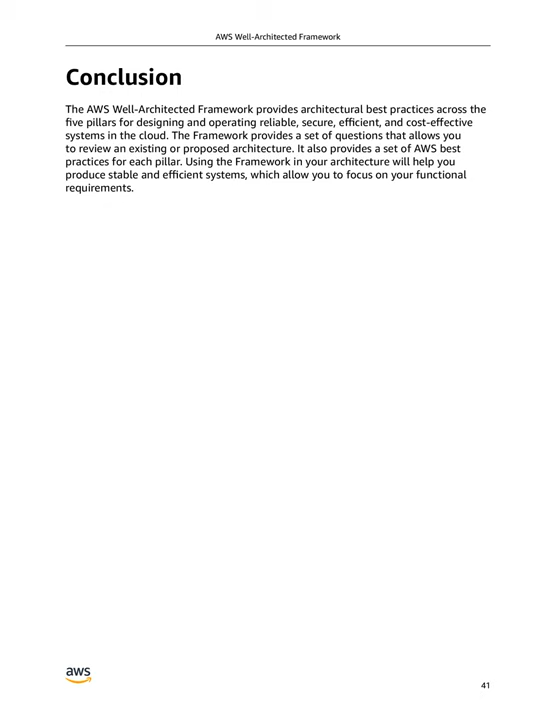 AWS Well-Architected Framework
Conclusion
The AWS Well-Architected Framework provides architectural best practices across the
five pillars for designing and operating reliable, secure, efficient, and cost-effective
systems in the cloud. The Framework provides a set of questions that allows you
to review an existing or proposed architecture. It also provides a set of AWS best
practices for each pillar. Using the Framework in your architecture will help you
produce stable and efficient systems, which allow you to focus on your functional
requirements.
aws
41